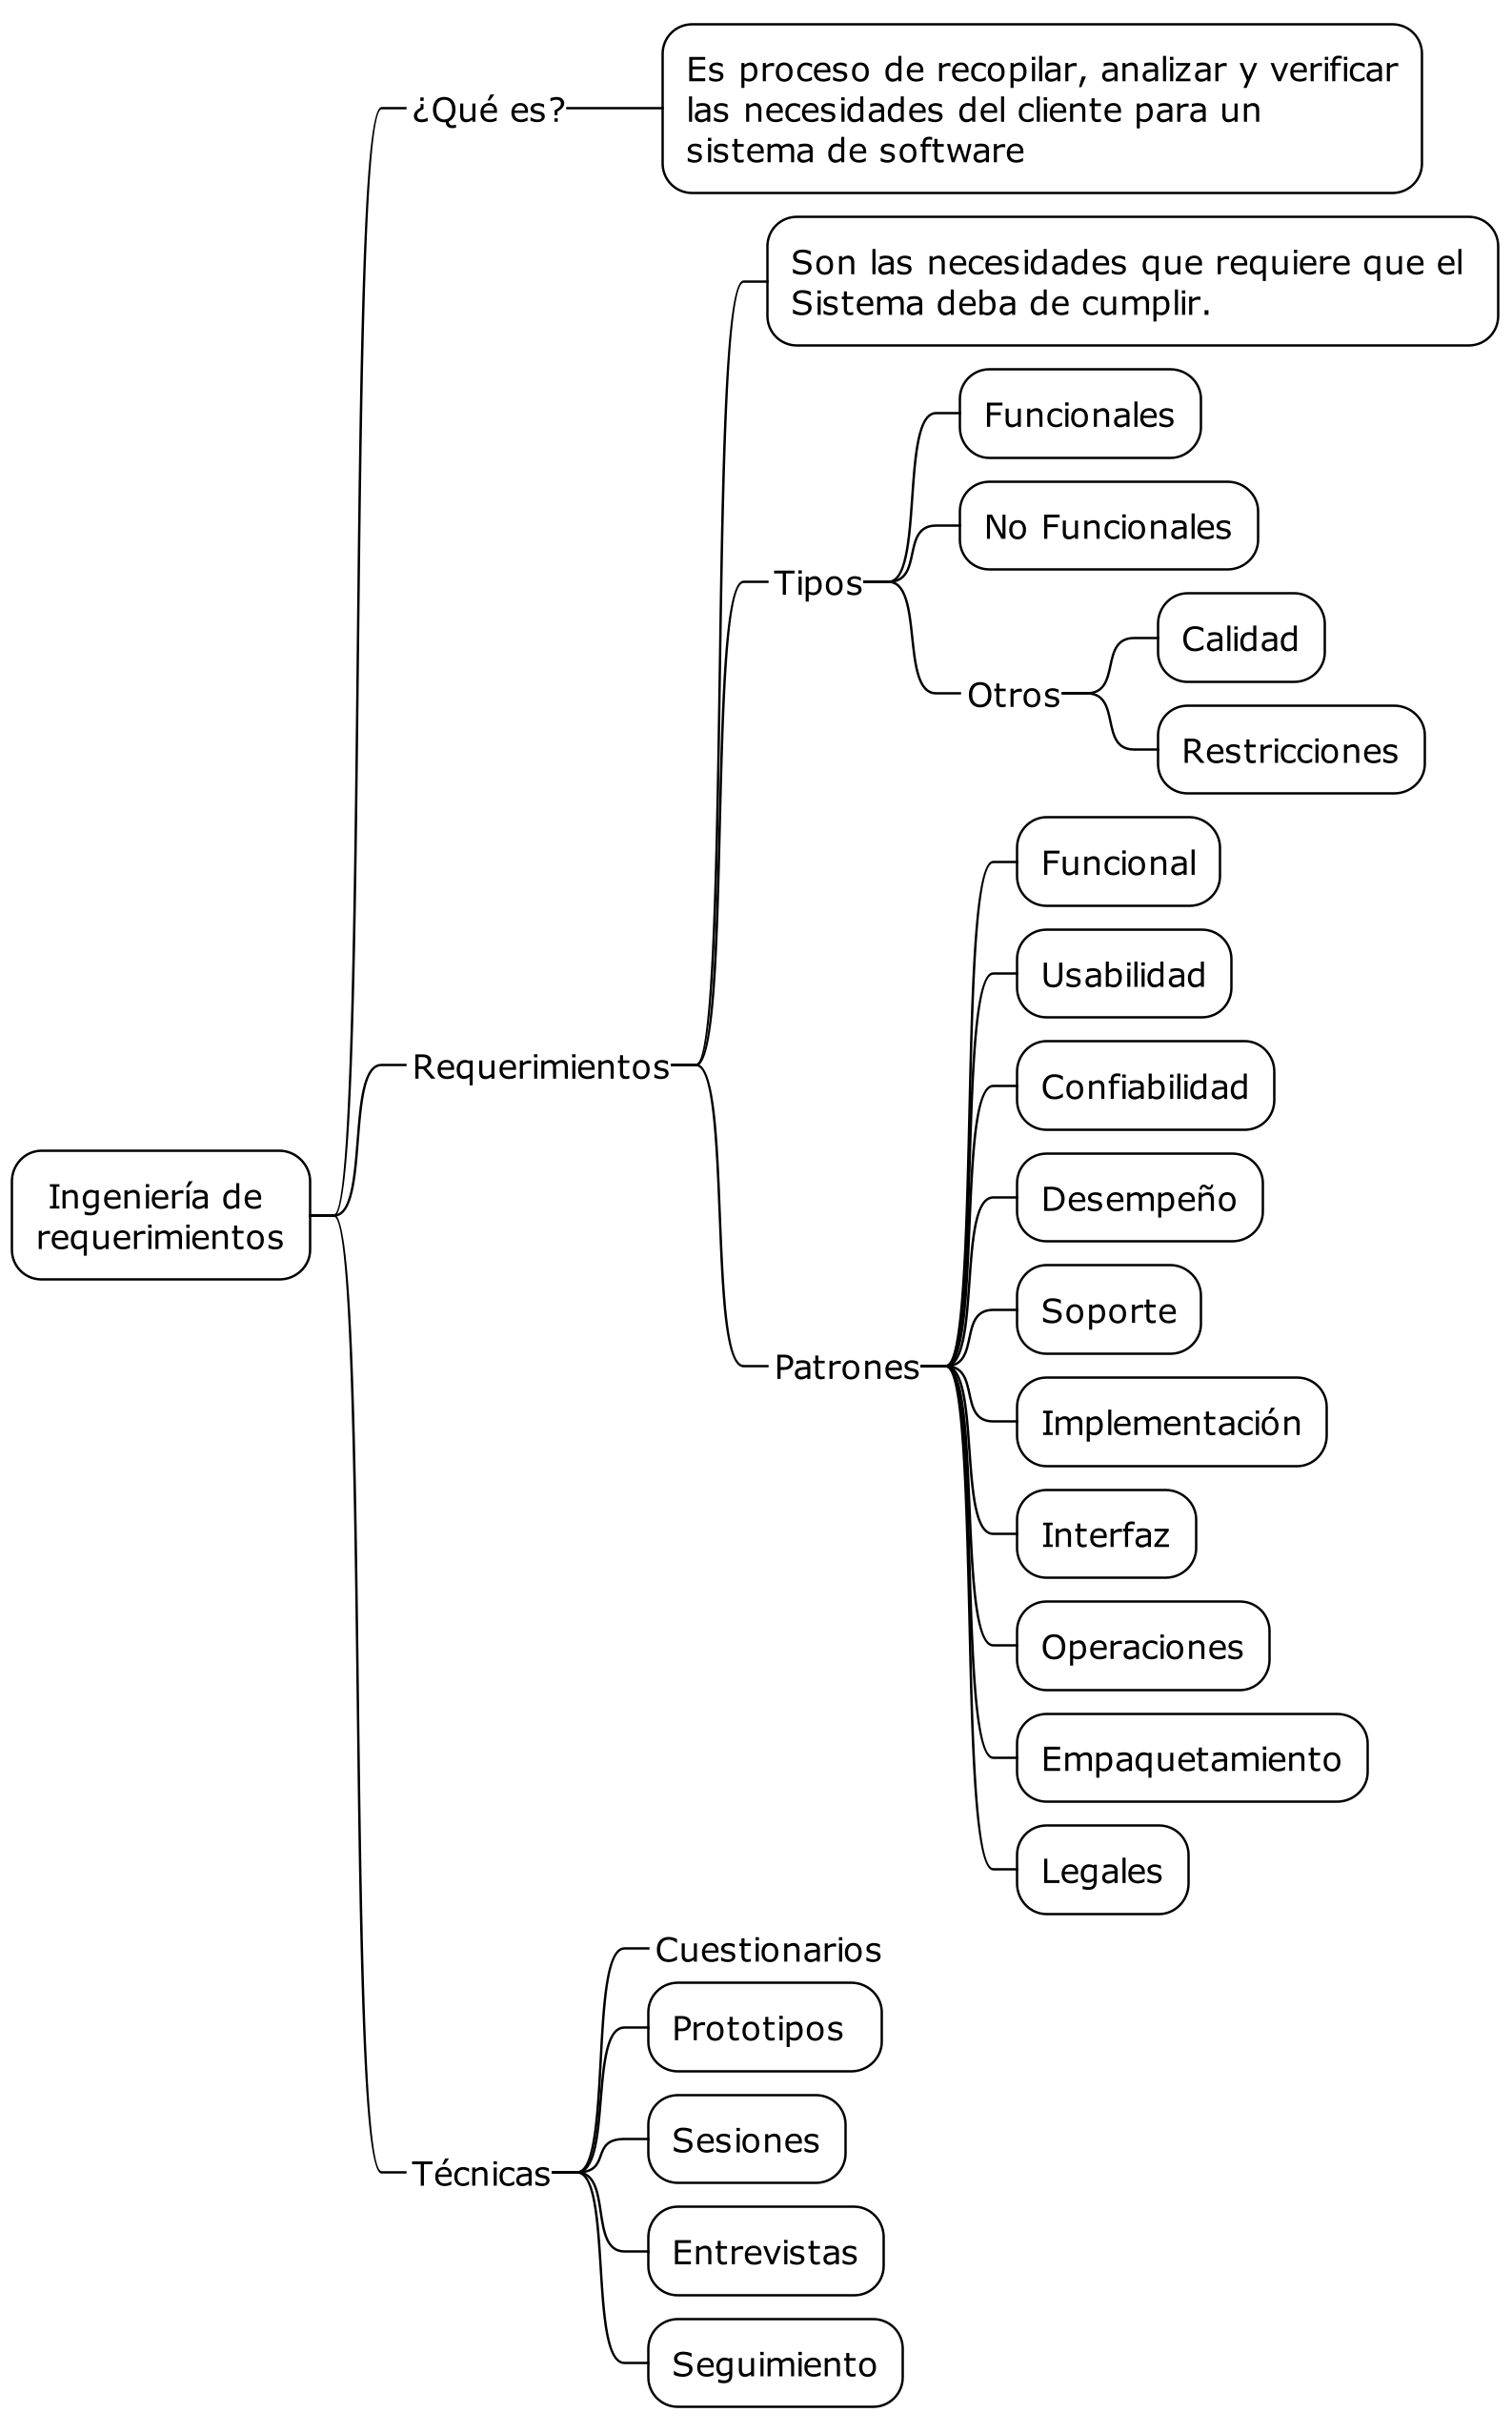 Es proceso de recopilar, analizar y verificar
las necesidades del cliente para un
sistema de software
¿Qué es?
Son las necesidades que requiere que el
Sistema deba de cumplir.
Funcionales
No Funcionales
Tipos
Calidad
Otros
Restricciones
Funcional
Usabilidad
Requerimientos
Confiabilidad
Ingeniería de
requerimientos
Desempeño
Soporte
Patrones
Implementación
Interfaz
Operaciones
Empaquetamiento
Legales
Cuestionarios
Prototipos
Sesiones
Técnicas
Entrevistas
Seguimiento